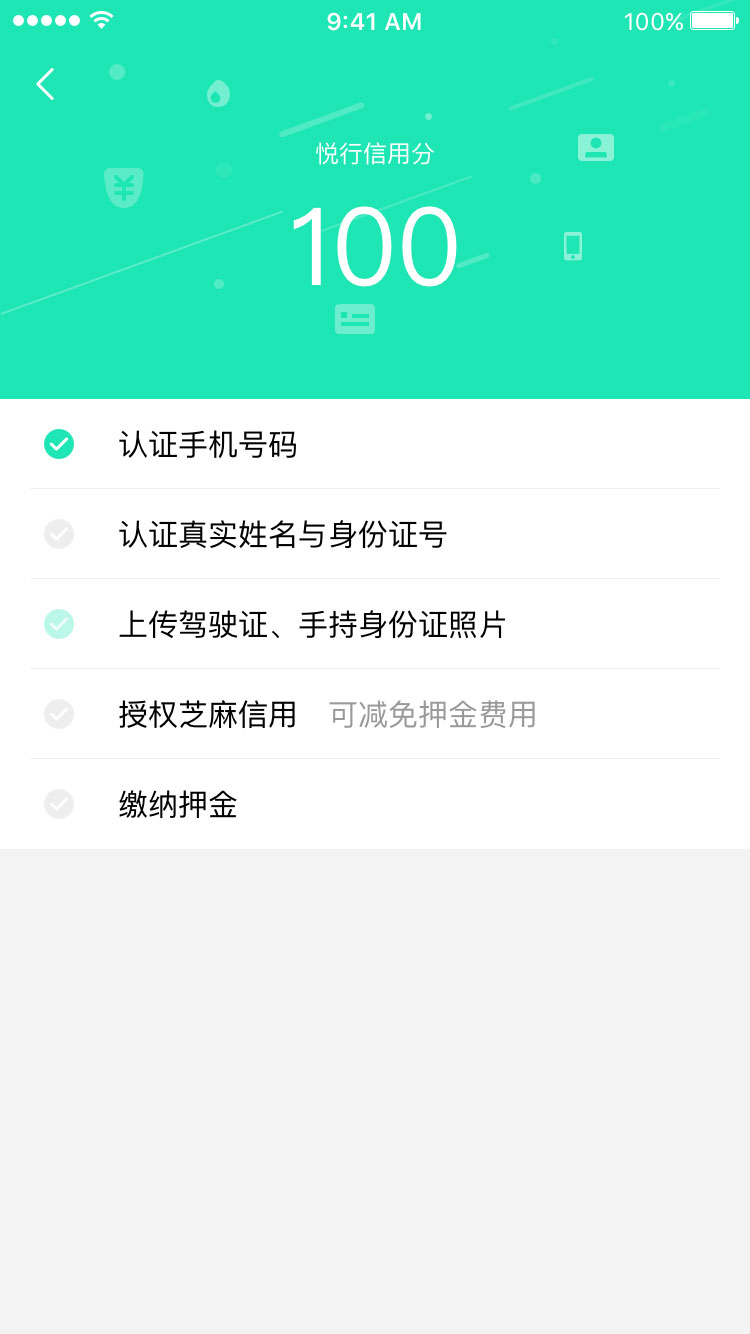 9:41 AM
100%
悦行信用分
100
认证手机号码
认证真实姓名与身份证号
上传驾驶证、手持身份证照片
授权芝麻信用 可减免押金费用
缴纳押金